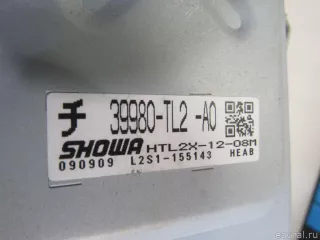 チ 39980-TL2 -A0
SHOWA HTL2X-12-08M
090909 L2S1-155143 HEAB